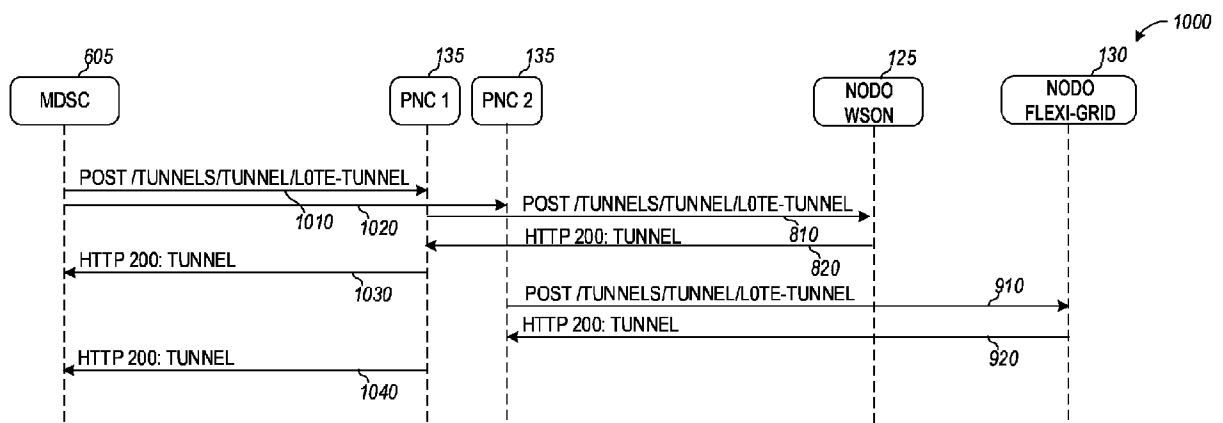 1000
605
135
135
125
130
MDSC
PNC 1
PNC 2
NODO
WSON
NODO
FLEXI-GRID
POST /TUNNELS/TUNNEL/L0TE-TUNNEL
1010
1020
POST /TUNNELS/TUNNEL/L0TE-TUNNEL
810
HTTP 200: TUNNEL
820
HTTP 200: TUNNEL
1030
POST /TUNNELS/TUNNEL/L0TE-TUNNEL
910
HTTP 200: TUNNEL
920
HTTP 200: TUNNEL
1040